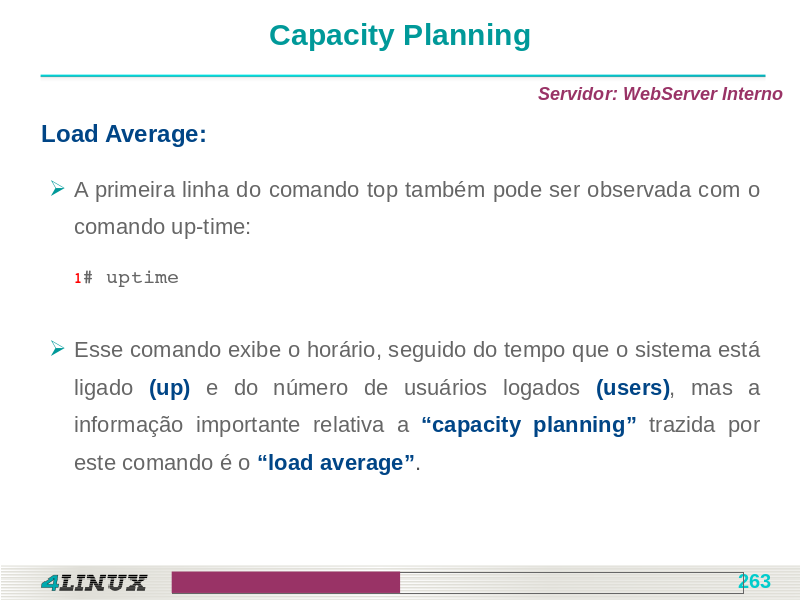 Capacity Planning
Servidor: WebServer Interno
Load Average:
A primeira linha do comando top também pode ser observada com o
comando up-time:
1# uptime
Esse comando exibe o horário, seguido do tempo que o sistema está
ligado (up) e do número de usuários logados (users), mas a
informação importante relativa a “capacity planning” trazida por
este comando é o “load average”.
4LINUX
263